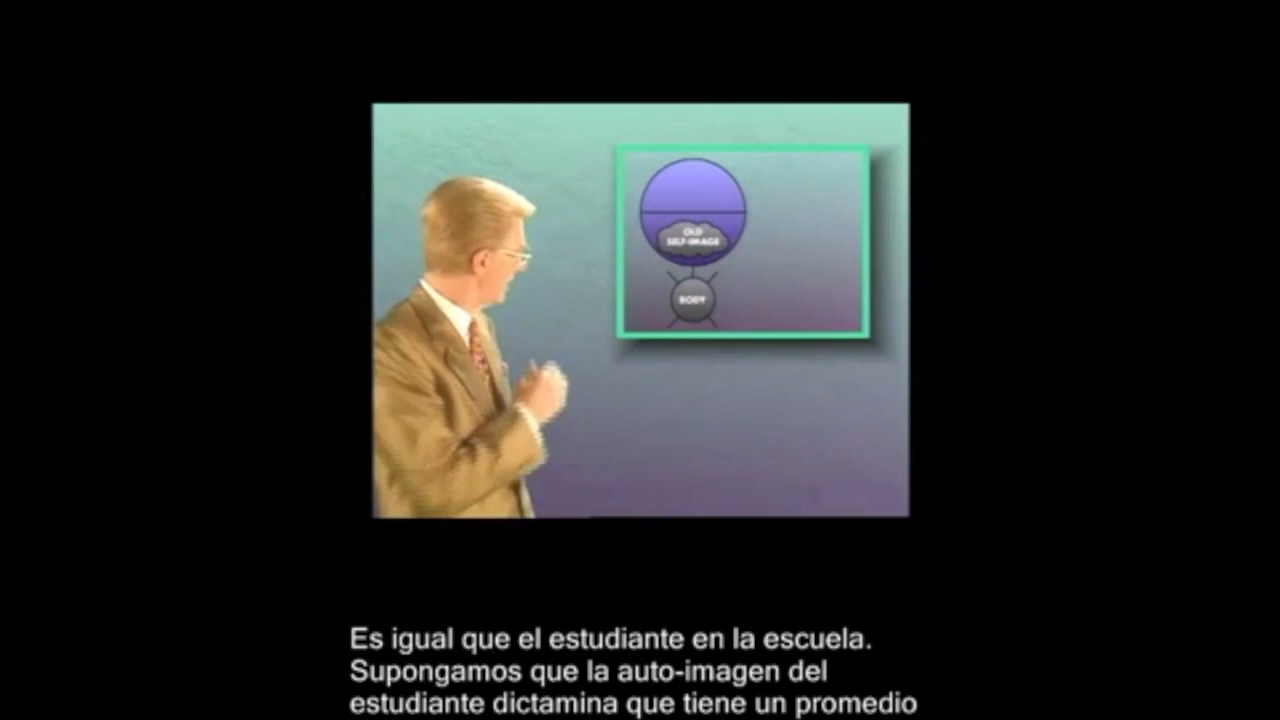 OLD
SELF-IMAGE
BODY
Es igual que el estudiante en la escuela.
Supongamos que la auto-imagen del
estudiante dictamina que tiene un promedio